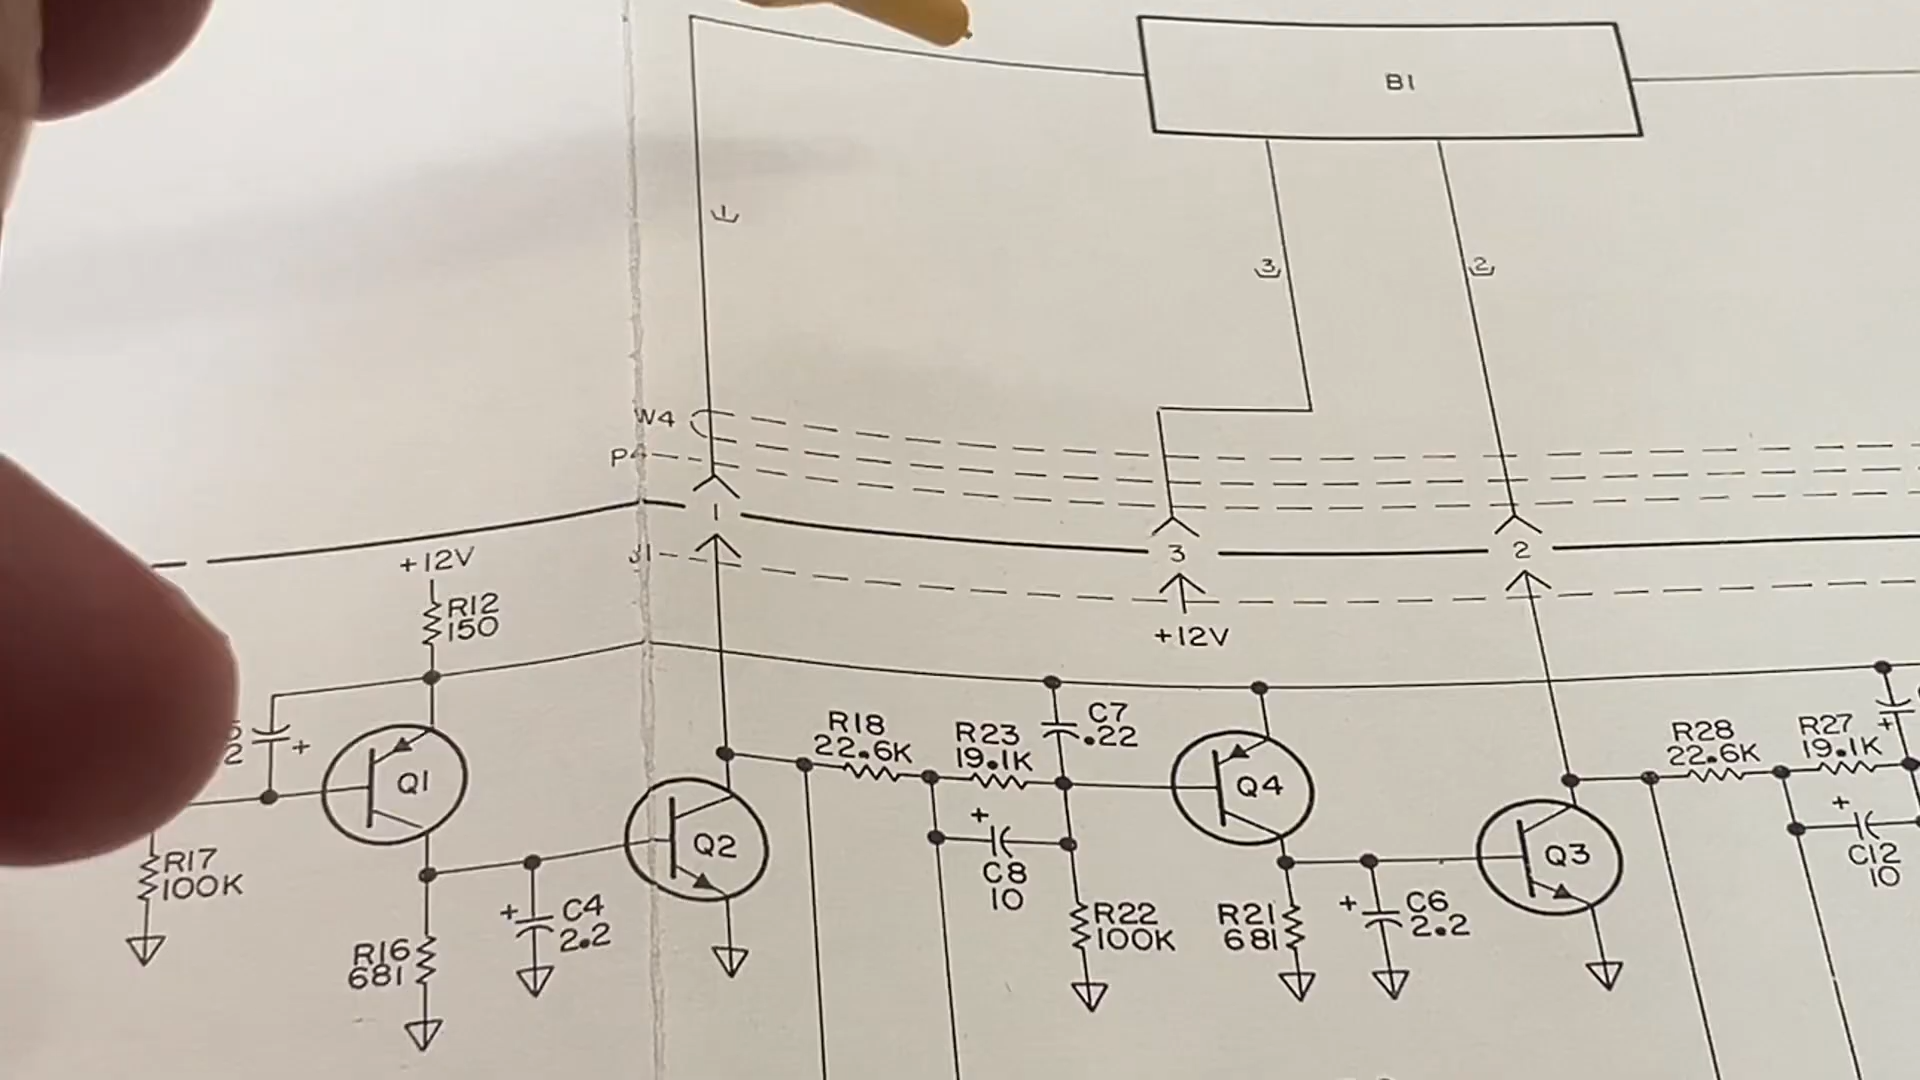 B1
1
3
2
W4
P4
1
3
2
J1
+12V
+12V
R12
150
2
+
Q1
R17
100K
R16
681
+
C4
2.2
Q2
R18
22.6K
R23
19.1K
C7
.22
+
C8
10
R22
100K
Q4
R21
681
+
C6
2.2
Q3
R28
22.6K
R27
19.1K
+
+
C12
10